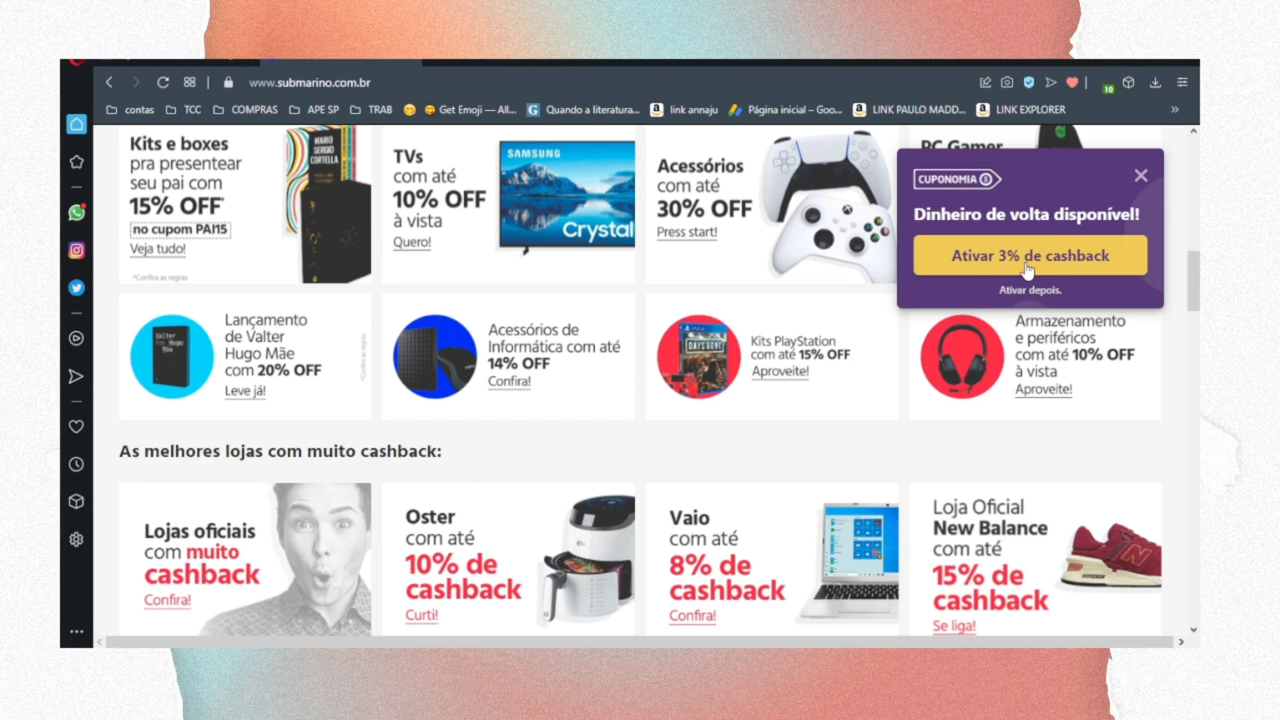 www.submarino.com.br
10
contas
TCC
COMPRAS
APE SP
TRAB
Get Emoji — All...
Quando a literatura...
link annaju
Página inicial – Goo...
LINK PAULO MADD...
LINK EXPLORER
Kits e boxes
pra presentear
seu pai com
15% OFF*
no cupom PAI15
Veja tudo!
*Confira as regras
MARIO
SERGIO
CORTELLA
TVs
com até
10% OFF
à vista
Quero!
SAMSUNG
Crystal
Acessórios
com até
30% OFF
Press start!
PC Gamer
CUPONOMIA
Dinheiro de volta disponível!
Ativar 3% de cashback
Ativar depois.
Lançamento
de Valter
Hugo Mãe
com 20% OFF
Leve já!
*Confira as regras.
Valter
Hugo
Mãe
Acessórios de
Informática com até
14% OFF
Confira!
Kits PlayStation
com até 15% OFF
Aproveite!
DAYS GONE
Armazenamento
e periféricos
com até 10% OFF
à vista
Aproveite!
As melhores lojas com muito cashback:
Lojas oficiais
com muito
cashback
Confira!
Oster
com até
10% de
cashback
Curti!
Vaio
com até
8% de
cashback
Confira!
Loja Oficial
New Balance
com até
15% de
cashback
Se liga!
N